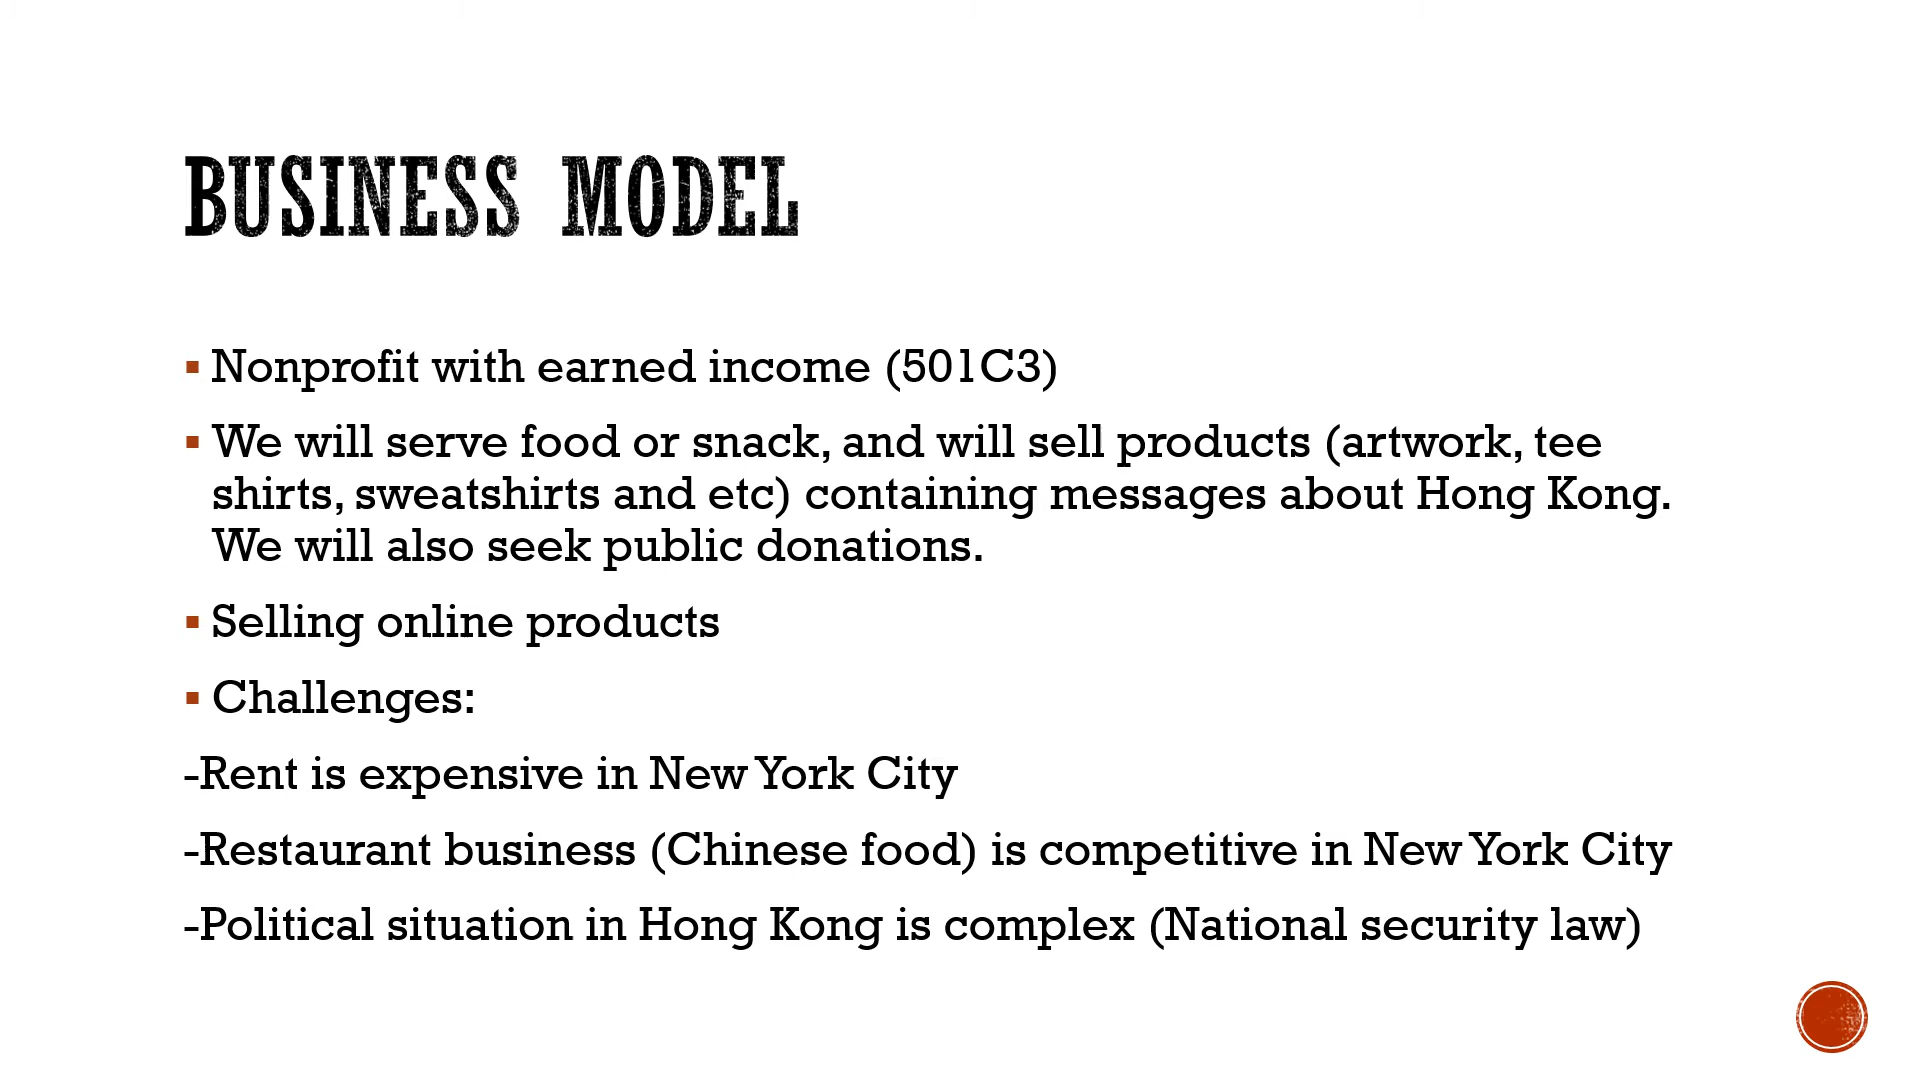 BUSINESS MODEL
▪ Nonprofit with earned income (501C3)
▪ We will serve food or snack, and will sell products (artwork, tee
shirts, sweatshirts and etc) containing messages about Hong Kong.
We will also seek public donations.
▪ Selling online products
▪ Challenges:
-Rent is expensive in New York City
-Restaurant business (Chinese food) is competitive in New York City
-Political situation in Hong Kong is complex (National security law)